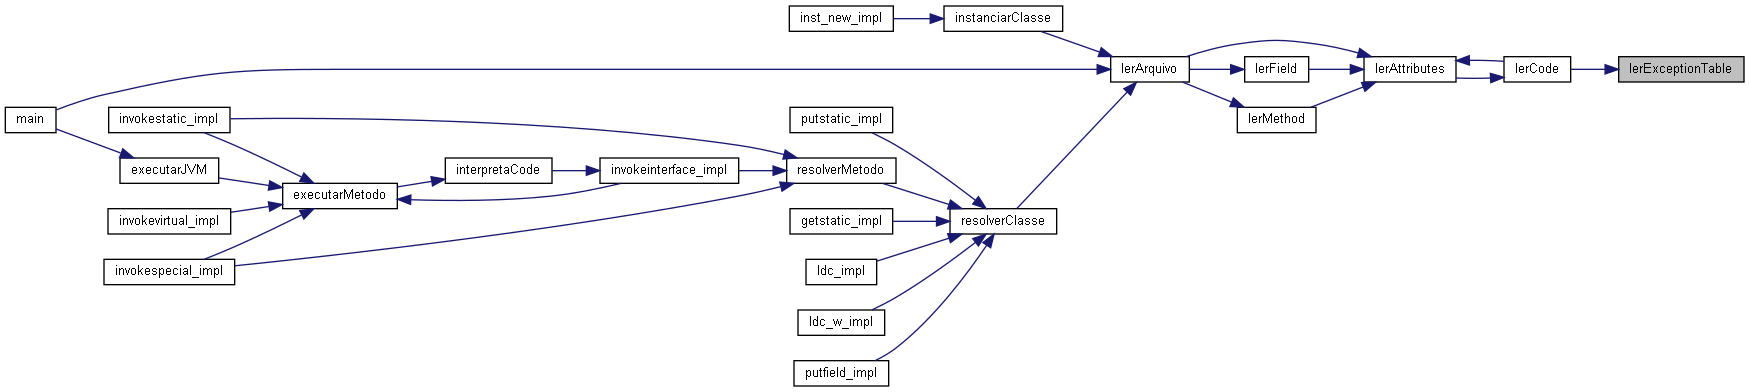 inst_new_impl
instanciarClasse
lerArquivo
lerField
lerAttributes
lerCode
lerExceptionTable
main
invokestatic_impl
putstatic_impl
lerMethod
executarJVM
interpretaCode
invokeinterface_impl
resolverMetodo
executarMetodo
invokevirtual_impl
getstatic_impl
resolverClasse
invokespecial_impl
ldc_impl
ldc_w_impl
putfield_impl